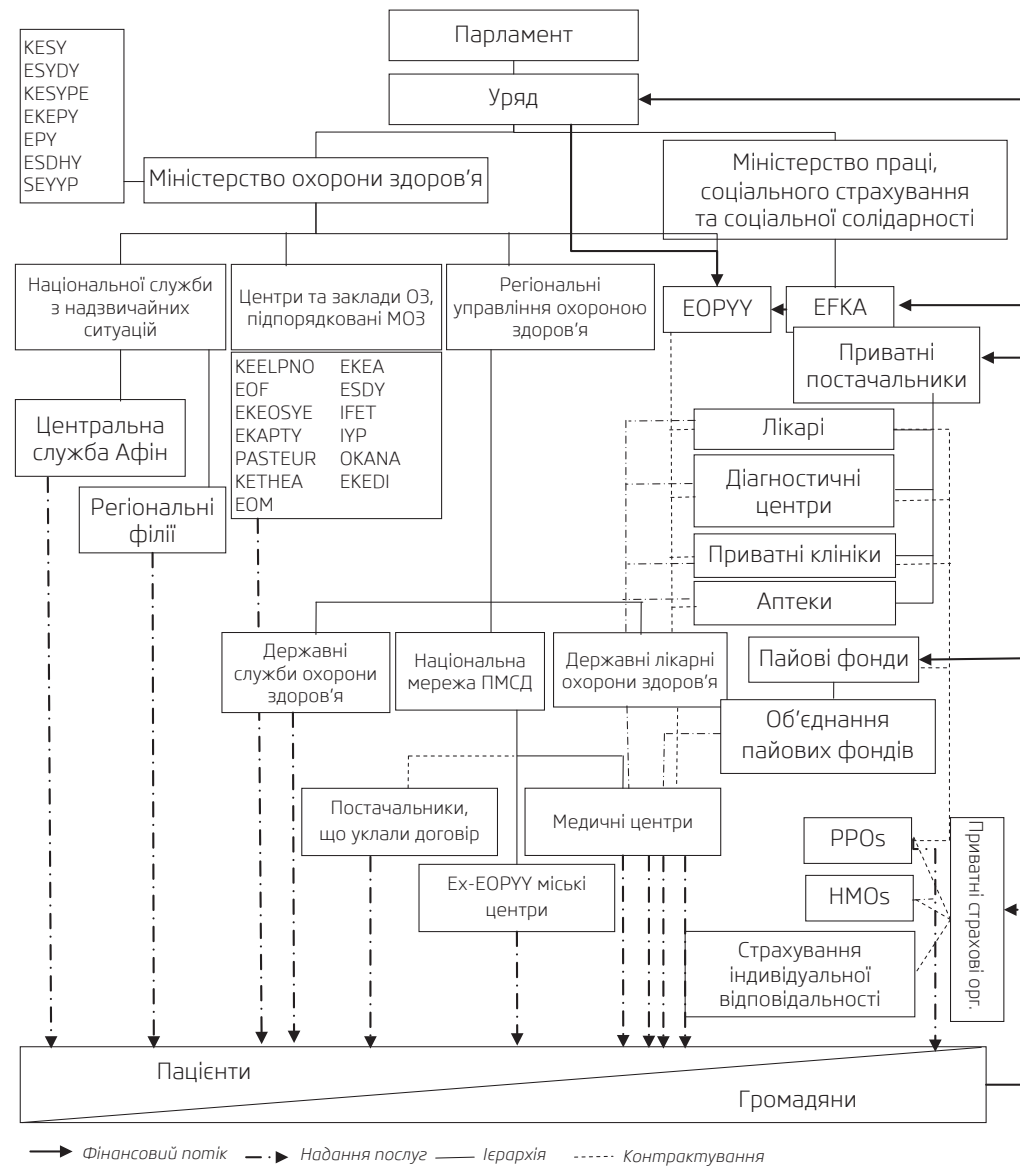 Парламент
KESY
ESYDY
KESYPE
EKEPY
EPY
ESDHY
SEYYP
Уряд
Міністерство охорони здоров'я
Міністерство праці,
соціального страхування
та соціальної солідарності
Національної служби
з надзвичайних
ситуацій
Центри та заклади ОЗ,
підпорядковані МОЗ
Регіональні
управління охороною
здоров'я
EOPYY
EFKA
Приватні
постачальники
KEELPNO EKEA
EOF ESDY
EKEOSYE IFET
EKAPTY IYP
PASTEUR OKANA
KETHEA EKEDI
EOM
Центральна
служба Афін
Регіональні
філії
Лікарі
Діагностичні
центри
Приватні клініки
Аптеки
Державні
служби охорони
здоров'я
Національна
мережа ПМСД
Державні лікарні
охорони здоров'я
Пайові фонди
Об'єднання
пайових фондів
Постачальники,
що уклали договір
Медичні центри
Ex-EOPYY міські
центри
PPOs
HMOs
Страхування
індивідуальної
відповідальності
Приватні страхові орг.
Пацієнти
Громадяни
Фінансовий потік Надання послуг Ієрархія Контрактування